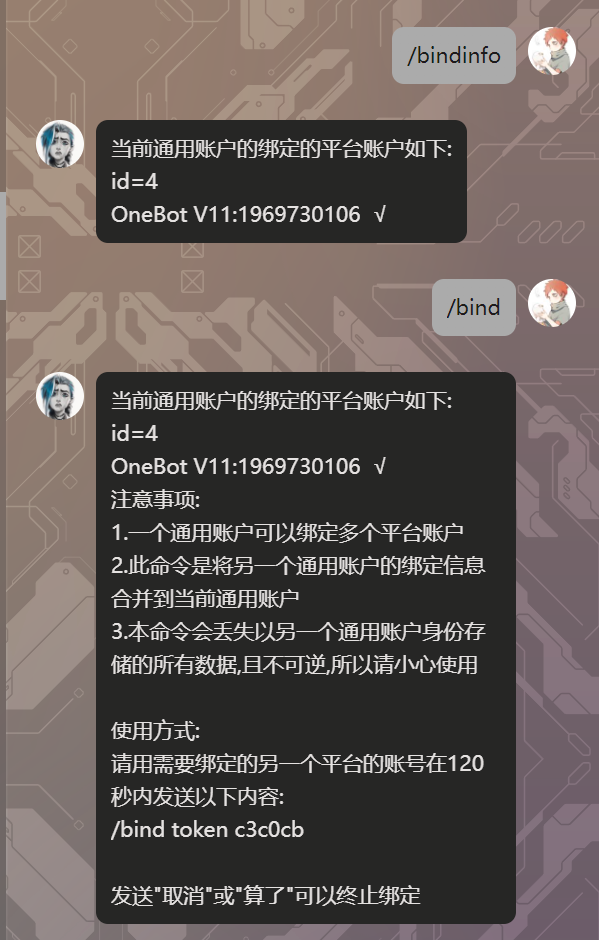 /bindinfo
当前通用账户的绑定的平台账户如下:
id=4
OneBot V11:1969730106 √
/bind
当前通用账户的绑定的平台账户如下:
id=4
OneBot V11:1969730106 √
注意事项:
1.一个通用账户可以绑定多个平台账户
2.此命令是将另一个通用账户的绑定信息
合并到当前通用账户
3.本命令会丢失以另一个通用账户身份存
储的所有数据,且不可逆,所以请小心使用
使用方式:
请用需要绑定的另一个平台的账号在120
秒内发送以下内容:
/bind token c3c0cb
发送"取消"或"算了"可以终止绑定